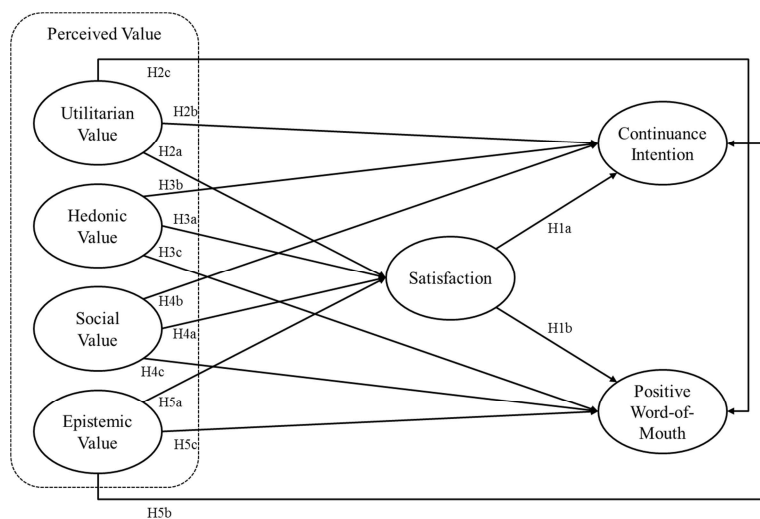 Perceived Value
H2c
Utilitarian
Value
H2b
H2a
Continuance
Intention
H3b
Hedonic
Value
H3a
H3c
H1a
Satisfaction
H4b
Social
Value
H4a
H1b
H4c
H5a
Positive
Word-of-
Mouth
Epistemic
Value
H5c
H5b